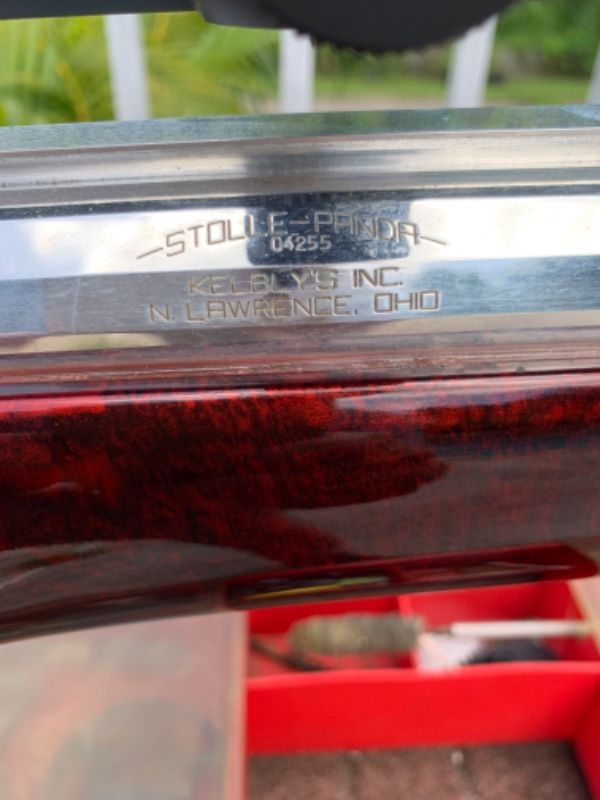 STOLLE-PANDA
04255
KELBLY'S INC.
N. LAWRENCE, OHIO